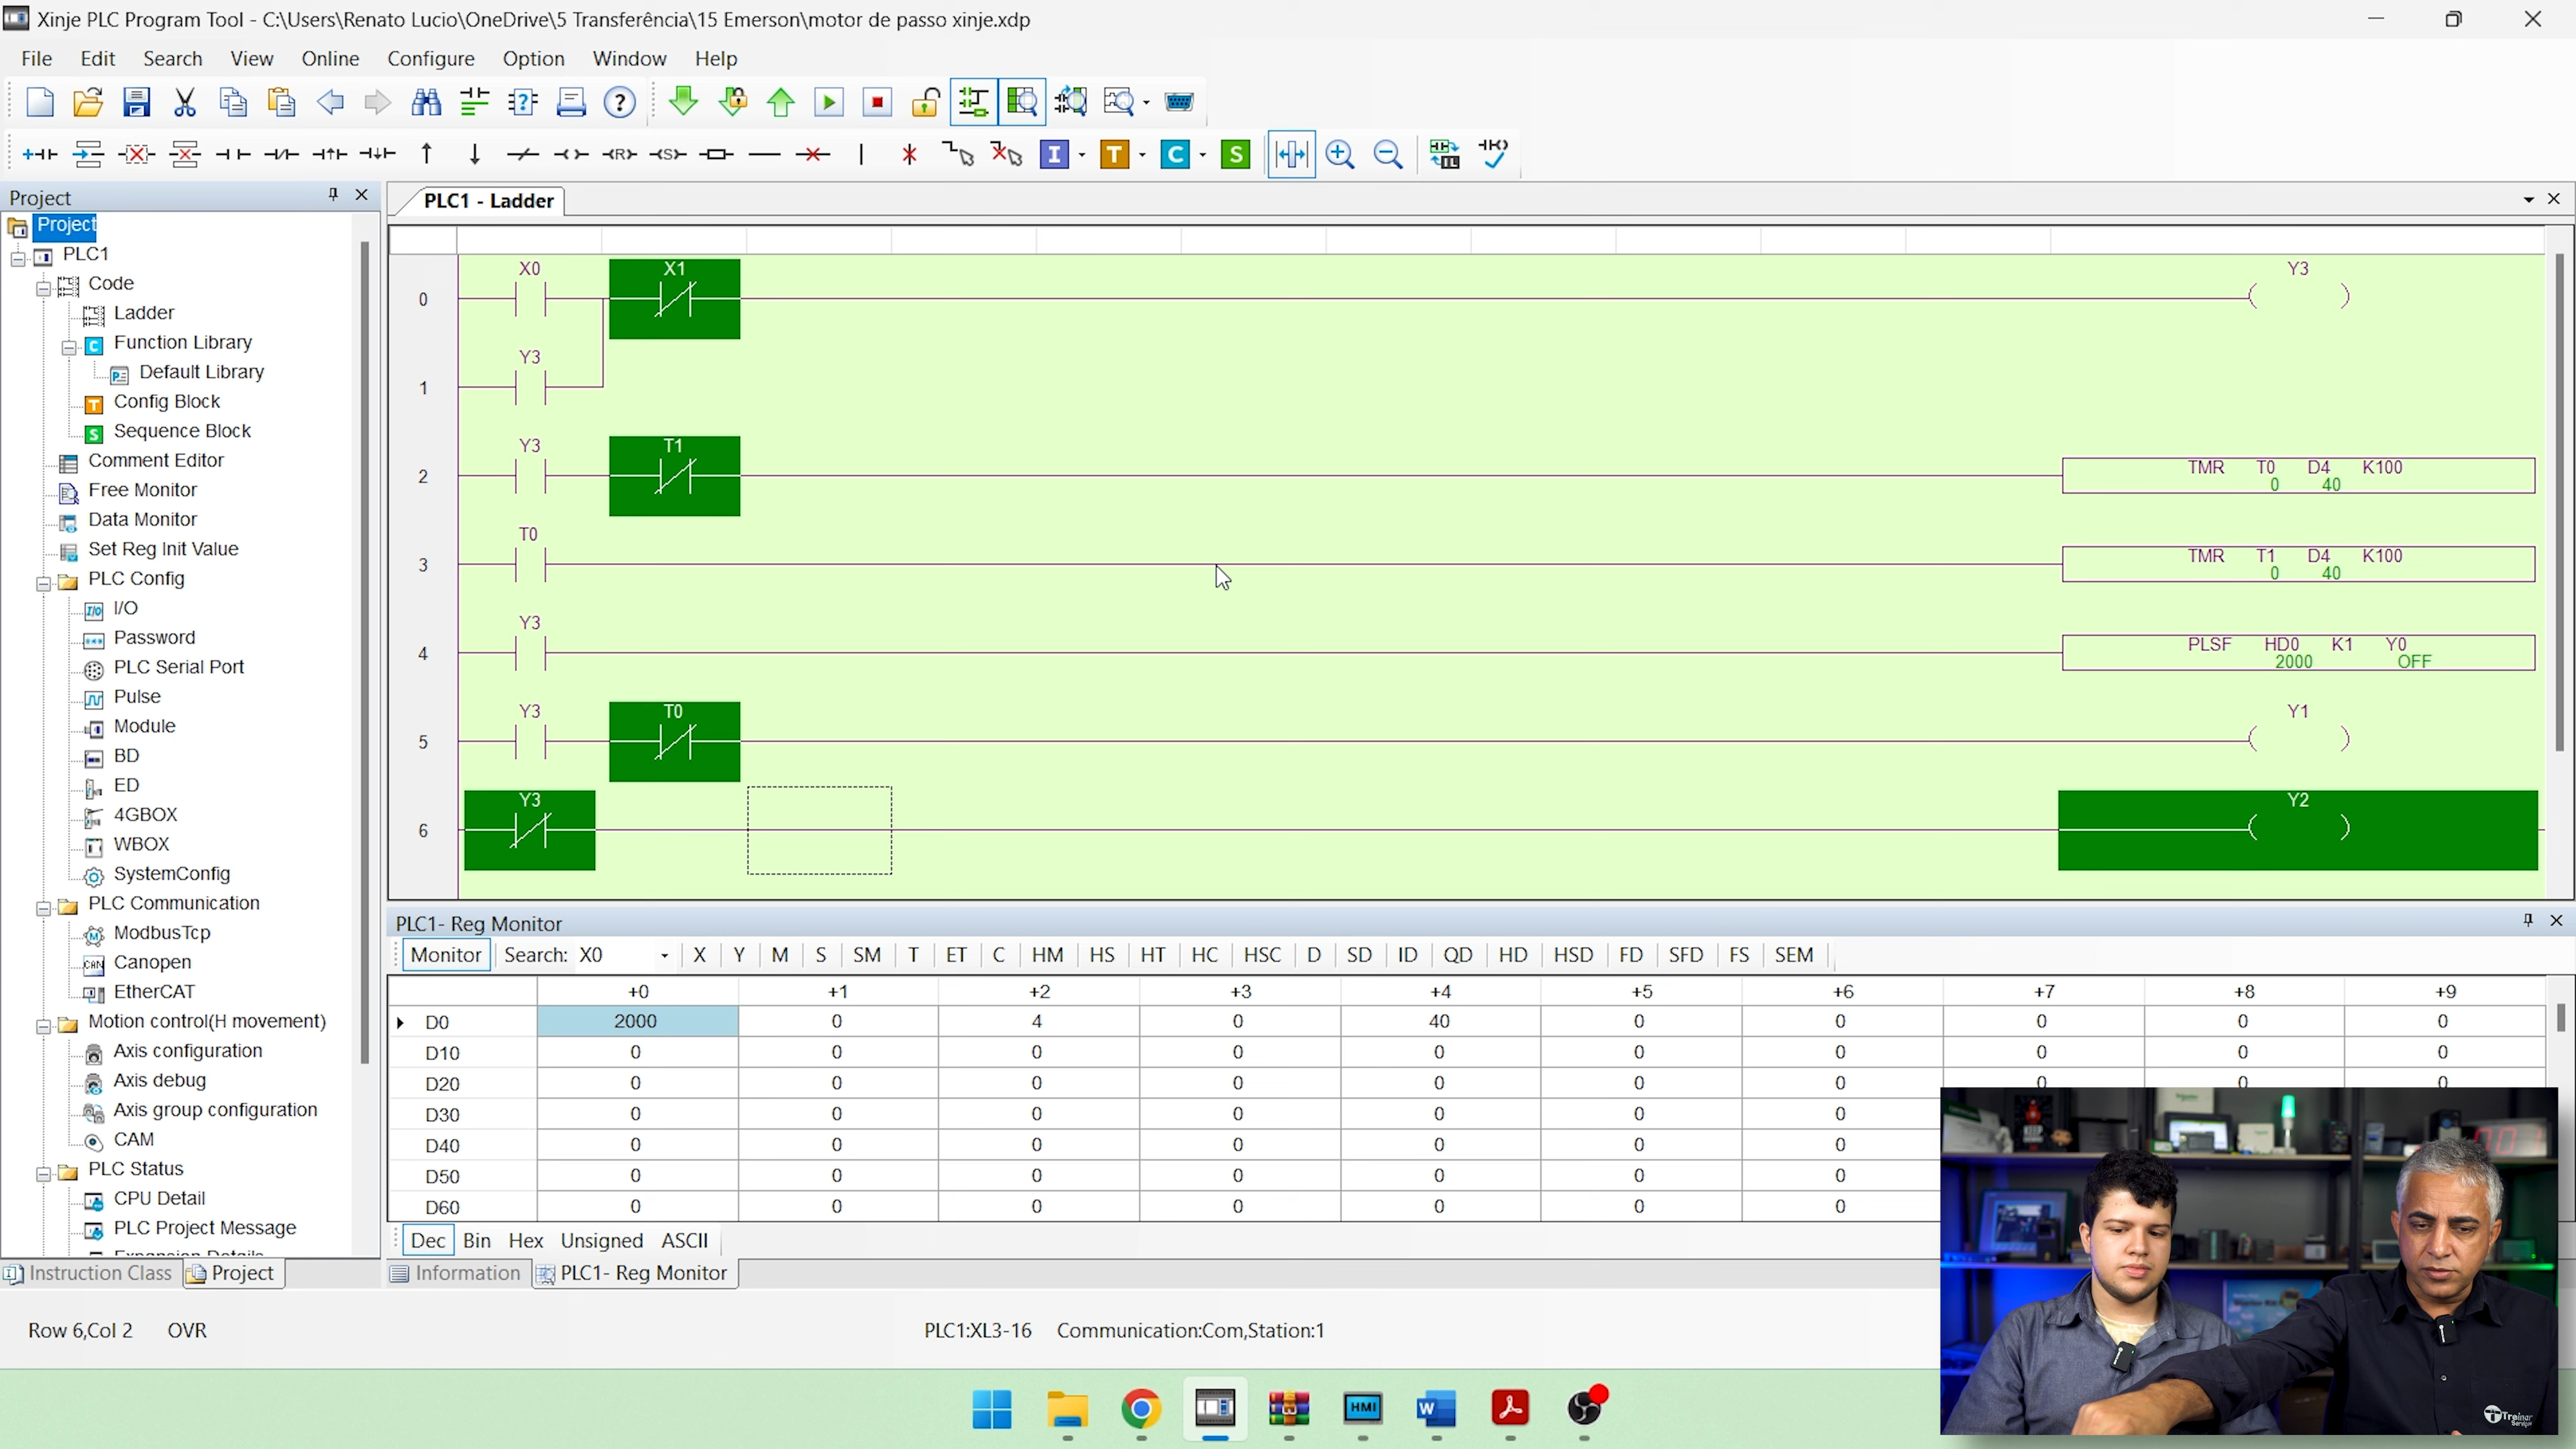 Xinje PLC Program Tool - C:\Users\Renato Lucio\OneDrive\5 Transferência\15 Emerson\motor de passo xinje.xdp
File Edit Search View Online Configure Option Window Help
I T C S
Project
PLC1 - Ladder
Project
PLC1
Code
Ladder
Function Library
Default Library
Config Block
Sequence Block
Comment Editor
Free Monitor
Data Monitor
Set Reg Init Value
PLC Config
I/O
Password
PLC Serial Port
Pulse
Module
BD
ED
4GBOX
WBOX
SystemConfig
PLC Communication
ModbusTcp
Canopen
EtherCAT
Motion control(H movement)
Axis configuration
Axis debug
Axis group configuration
CAM
PLC Status
CPU Detail
PLC Project Message
Expansion Details
Instruction Class Project
X0 X1 Y3
0
Y3
1
Y3 T1 TMR T0 D4 K100
2 0 40
T0 TMR T1 D4 K100
3 0 40
Y3 PLSF HD0 K1 Y0
4 2000 OFF
Y3 T0 Y1
5
Y3 Y2
6
PLC1- Reg Monitor
Monitor Search: X0 X Y M S SM T ET C HM HS HT HC HSC D SD ID QD HD HSD FD SFD FS SEM
+0 +1 +2 +3 +4 +5 +6 +7 +8 +9
D0 2000 0 4 0 40 0 0 0 0 0
D10 0 0 0 0 0 0 0 0 0 0
D20 0 0 0 0 0 0 0 0 0 0
D30 0 0 0 0 0 0 0
D40 0 0 0 0 0 0 0
D50 0 0 0 0 0 0 0
D60 0 0 0 0 0 0 0
Dec Bin Hex Unsigned ASCII
Information PLC1- Reg Monitor
Row 6,Col 2 OVR PLC1:XL3-16 Communication:Com,Station:1
HMI
W
Treinar